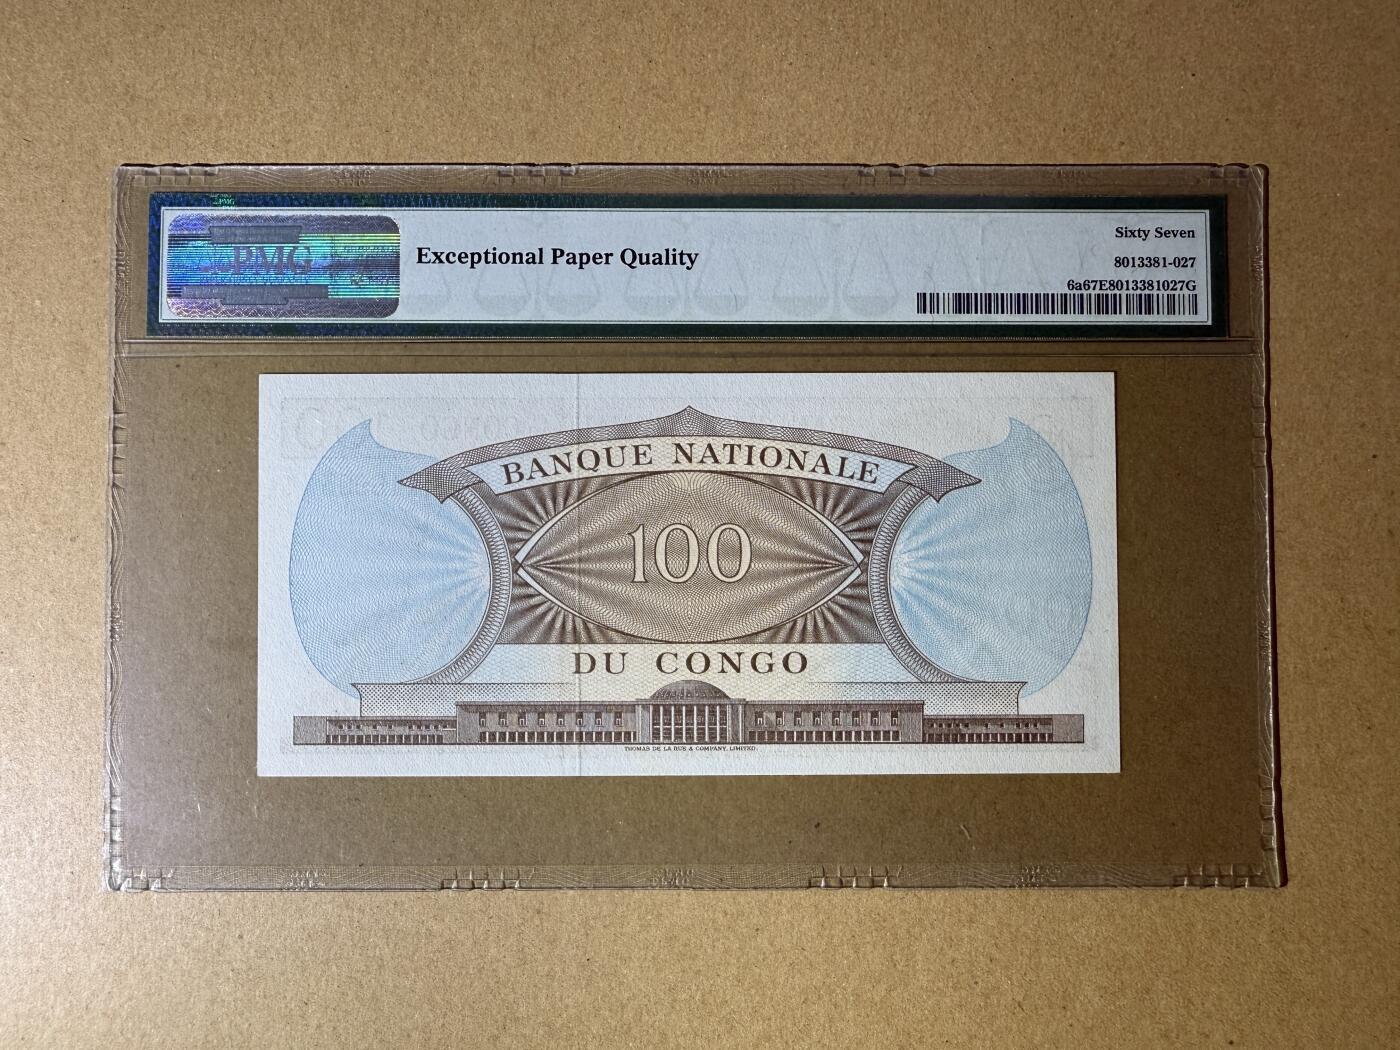 PMG
Exceptional Paper Quality
Sixty Seven
8013381-027
6a67E8013381027G
BANQUE NATIONALE
100
DU CONGO
THOMAS DE LA RUE & COMPANY, LIMITED.